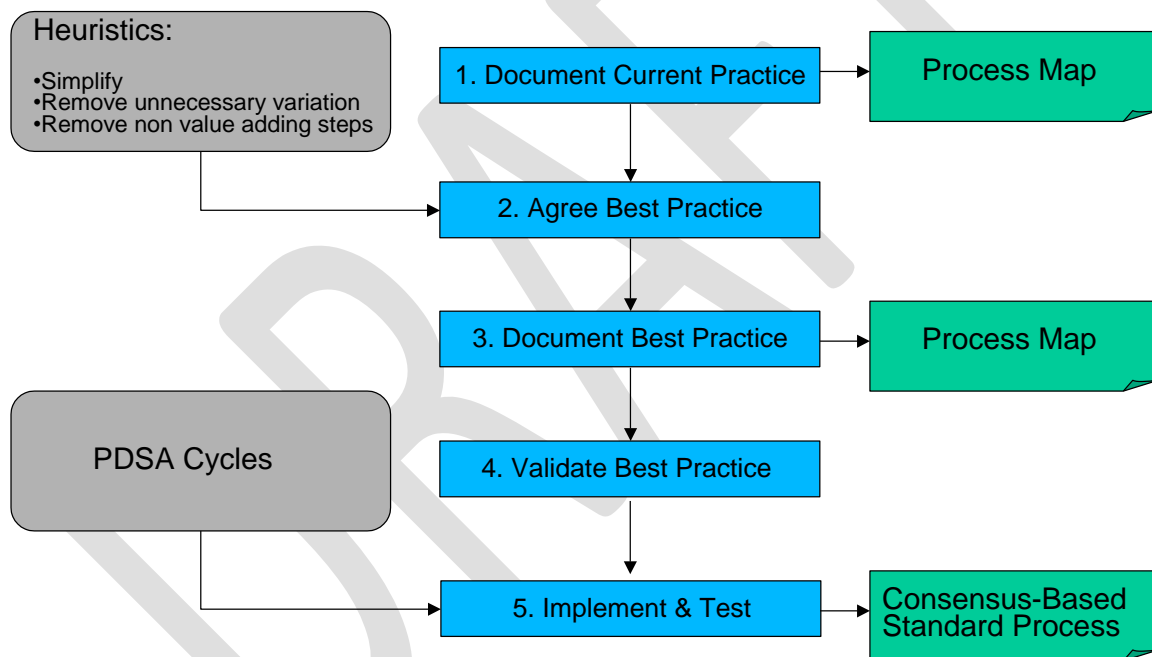 Heuristics:
•Simplify
•Remove unnecessary variation
•Remove non value adding steps
1. Document Current Practice
Process Map
2. Agree Best Practice
3. Document Best Practice
Process Map
PDSA Cycles
4. Validate Best Practice
5. Implement & Test
Consensus-Based
Standard Process
DRAF